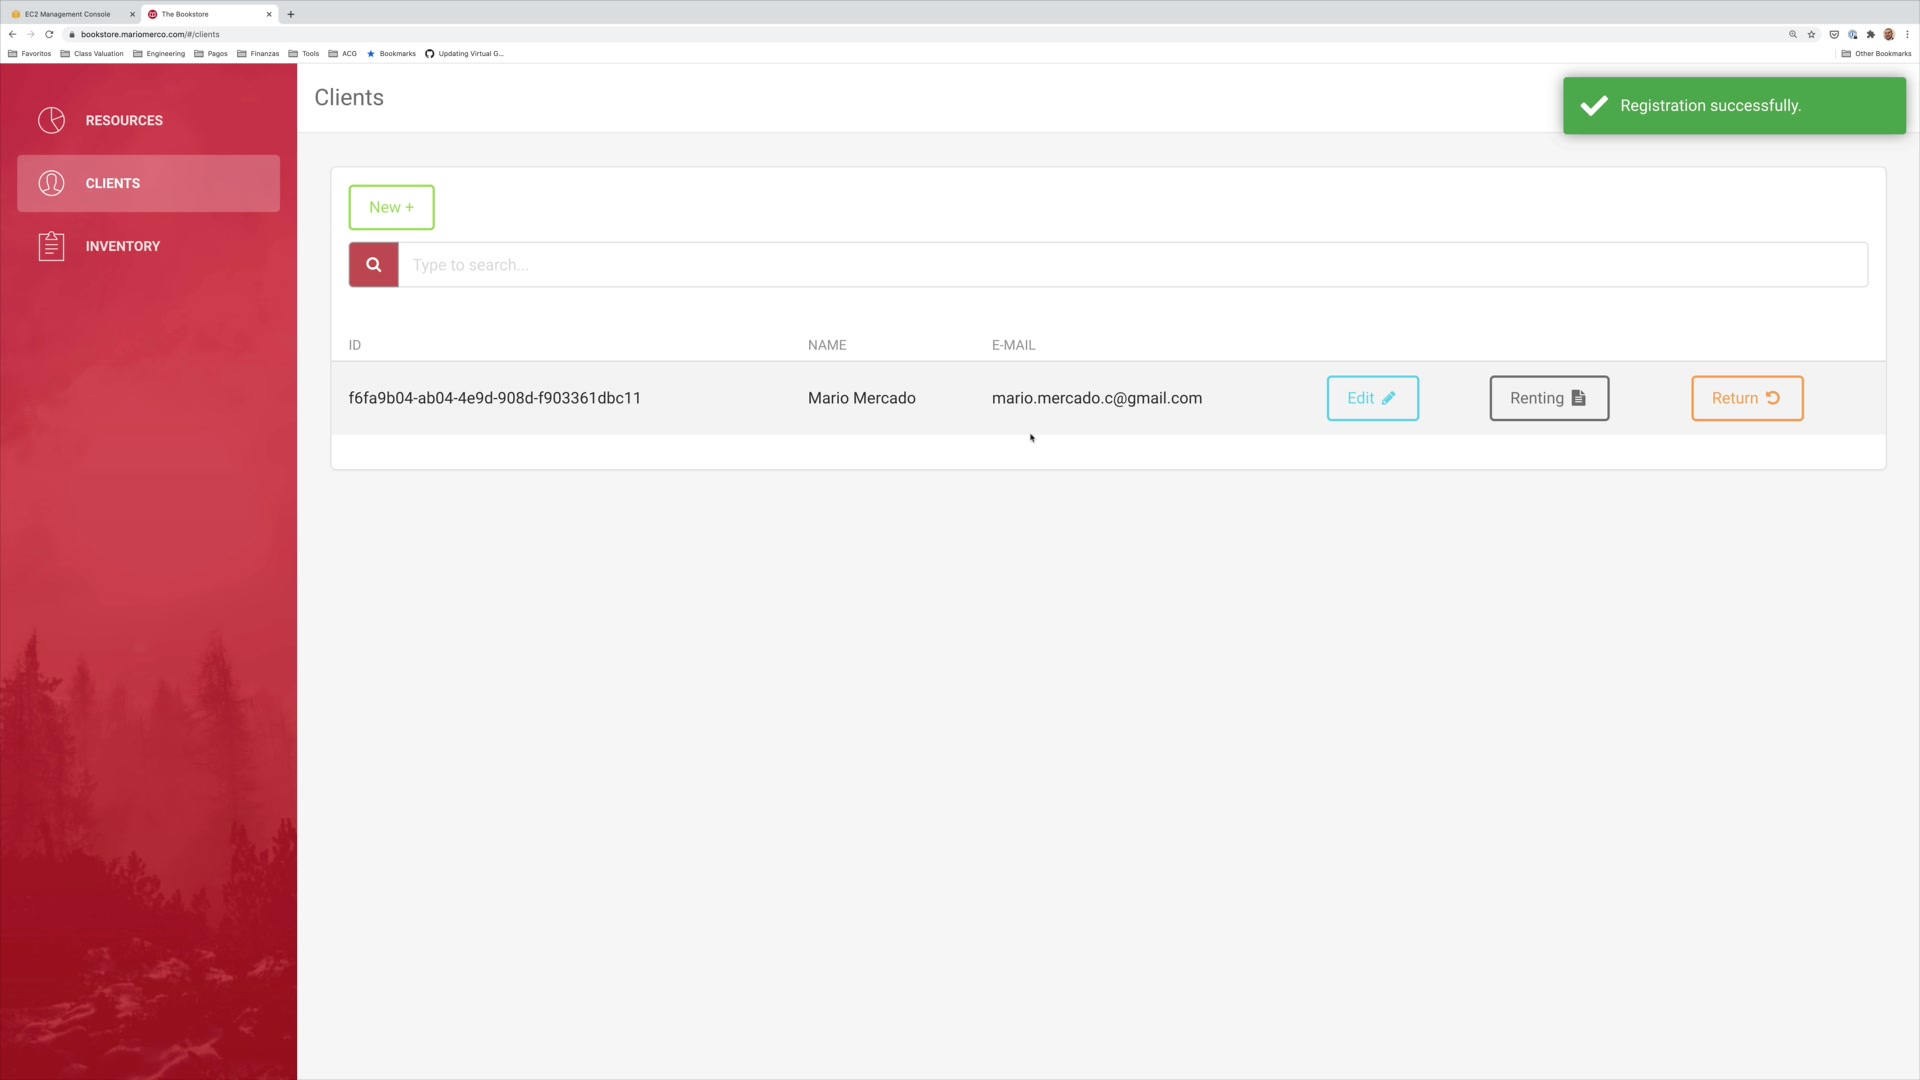 EC2 Management Console
The Bookstore
bookstore.mariomerco.com/#/clients
Favoritos Class Valuation Engineering Pagos Finanzas Tools ACG Bookmarks Updating Virtual G... Other Bookmarks
RESOURCES
CLIENTS
INVENTORY
Clients
Registration successfully.
New +
Type to search...
ID NAME E-MAIL
f6fa9b04-ab04-4e9d-908d-f903361dbc11 Mario Mercado mario.mercado.c@gmail.com Edit Renting Return